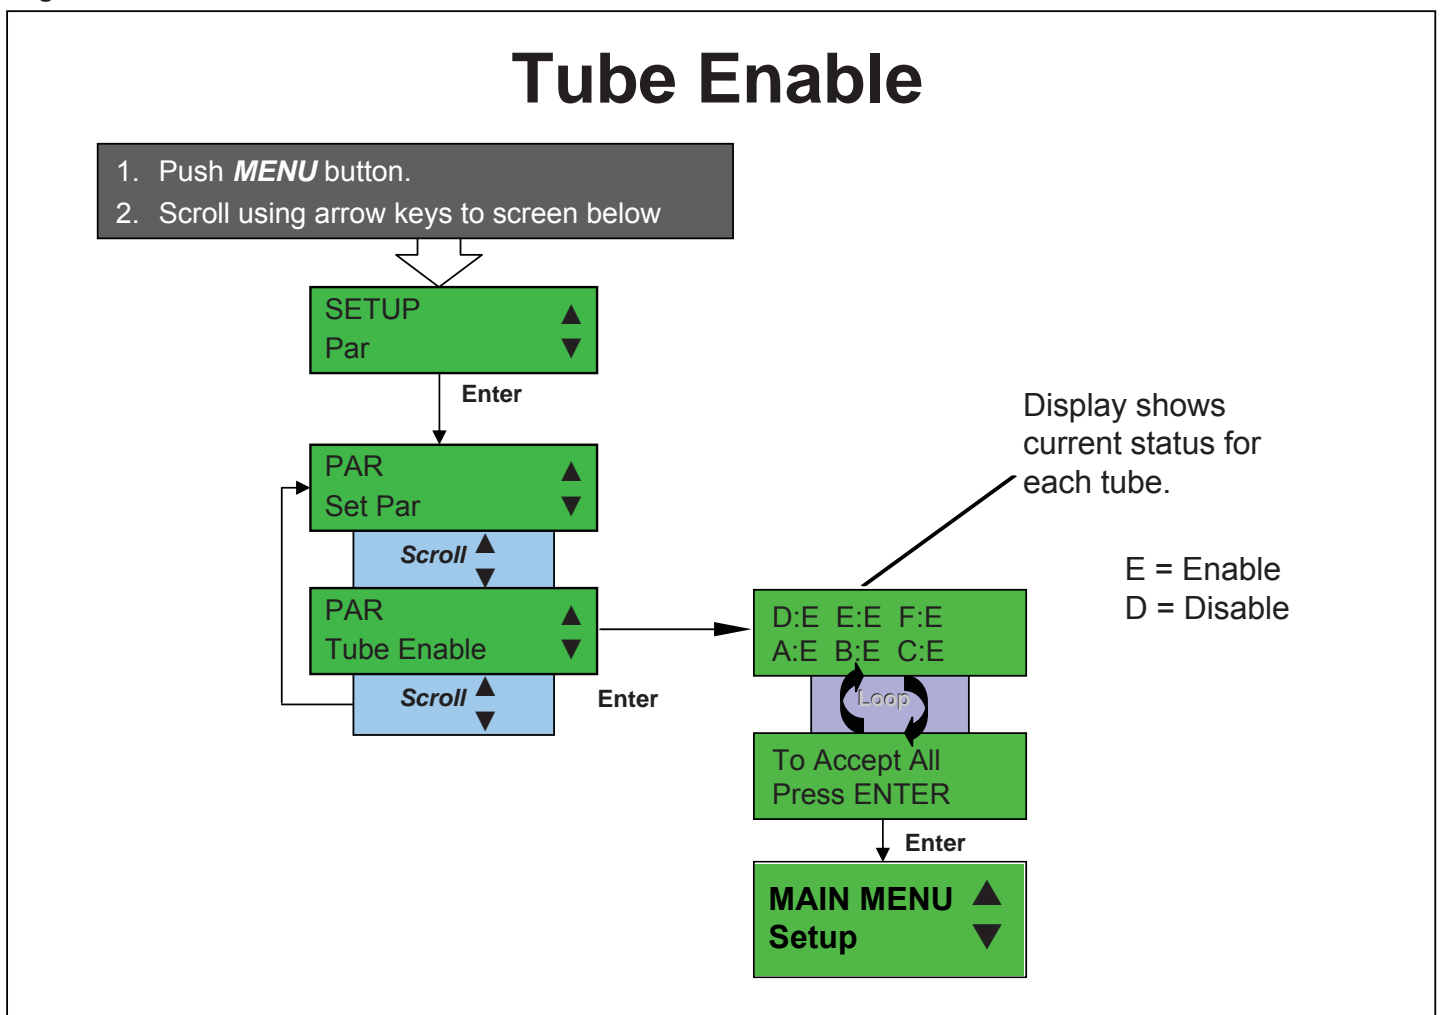 Tube Enable
1. Push MENU button.
2. Scroll using arrow keys to screen below
SETUP ▲
Par ▼
Enter
PAR ▲
Set Par ▼
Scroll ▲
▼
PAR ▲
Tube Enable ▼
Scroll ▲
▼
Enter
Display shows
current status for
each tube.
E = Enable
D = Disable
D:E E:E F:E
A:E B:E C:E
Loop
To Accept All
Press ENTER
Enter
MAIN MENU ▲
Setup ▼